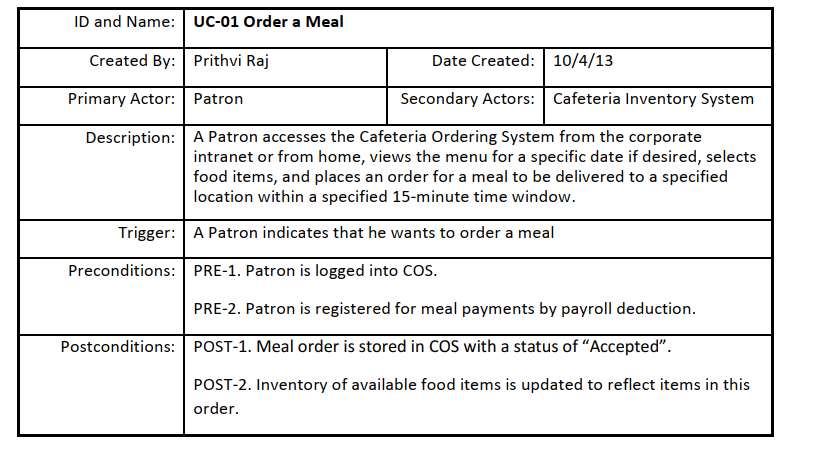 ID and Name: UC-01 Order a Meal
Created By: Prithvi Raj Date Created: 10/4/13
Primary Actor: Patron Secondary Actors: Cafeteria Inventory System
Description: A Patron accesses the Cafeteria Ordering System from the corporate
intranet or from home, views the menu for a specific date if desired, selects
food items, and places an order for a meal to be delivered to a specified
location within a specified 15-minute time window.
Trigger: A Patron indicates that he wants to order a meal
Preconditions: PRE-1. Patron is logged into COS.
PRE-2. Patron is registered for meal payments by payroll deduction.
Postconditions: POST-1. Meal order is stored in COS with a status of “Accepted”.
POST-2. Inventory of available food items is updated to reflect items in this
order.